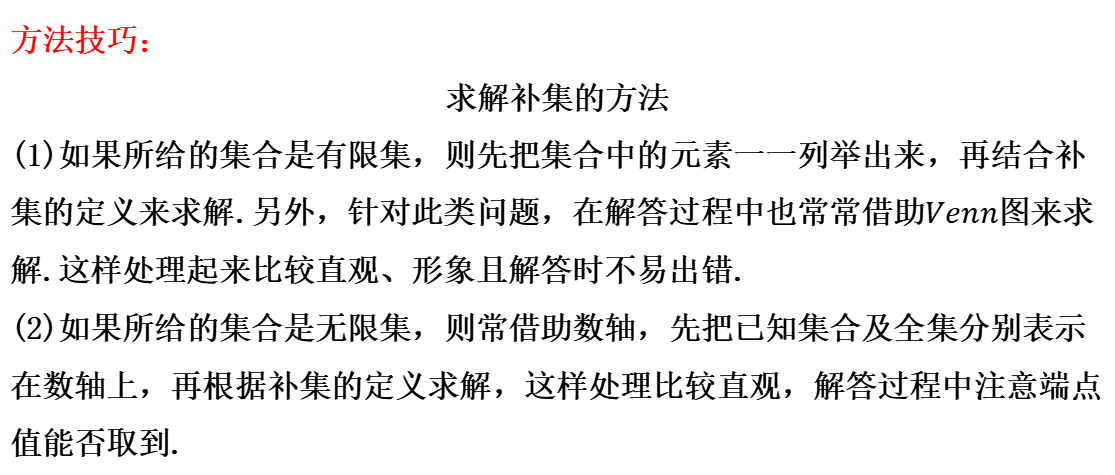 方法技巧：
求解补集的方法
(1)如果所给的集合是有限集，则先把集合中的元素一一列举出来，再结合补
集的定义来求解.另外，针对此类问题，在解答过程中也常常借助Venn图来求
解.这样处理起来比较直观、形象且解答时不易出错.
(2)如果所给的集合是无限集，则常借助数轴，先把已知集合及全集分别表示
在数轴上，再根据补集的定义求解，这样处理比较直观，解答过程中注意端点
值能否取到.